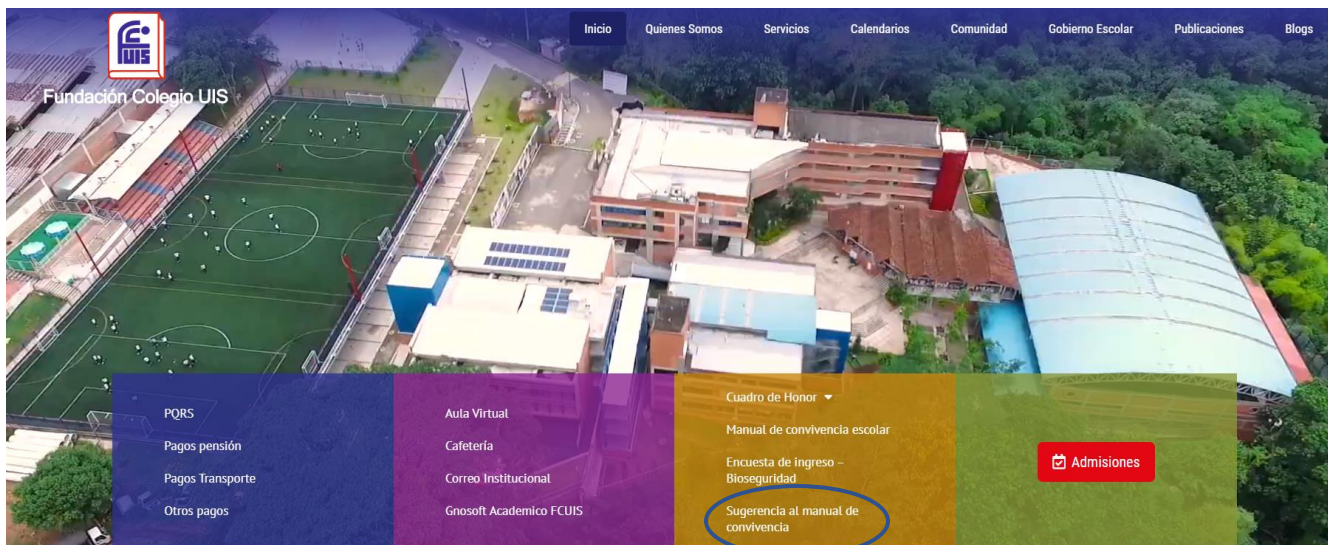 FCUIS
Fundación Colegio UIS
Inicio
Quienes Somos
Servicios
Calendarios
Comunidad
Gobierno Escolar
Publicaciones
Blogs
PQRS
Pagos pensión
Pagos Transporte
Otros pagos
Aula Virtual
Cafetería
Correo Institucional
Gnosoft Academico FCUIS
Cuadro de Honor
Manual de convivencia escolar
Encuesta de ingreso –
Bioseguridad
Sugerencia al manual de
convivencia
Admisiones